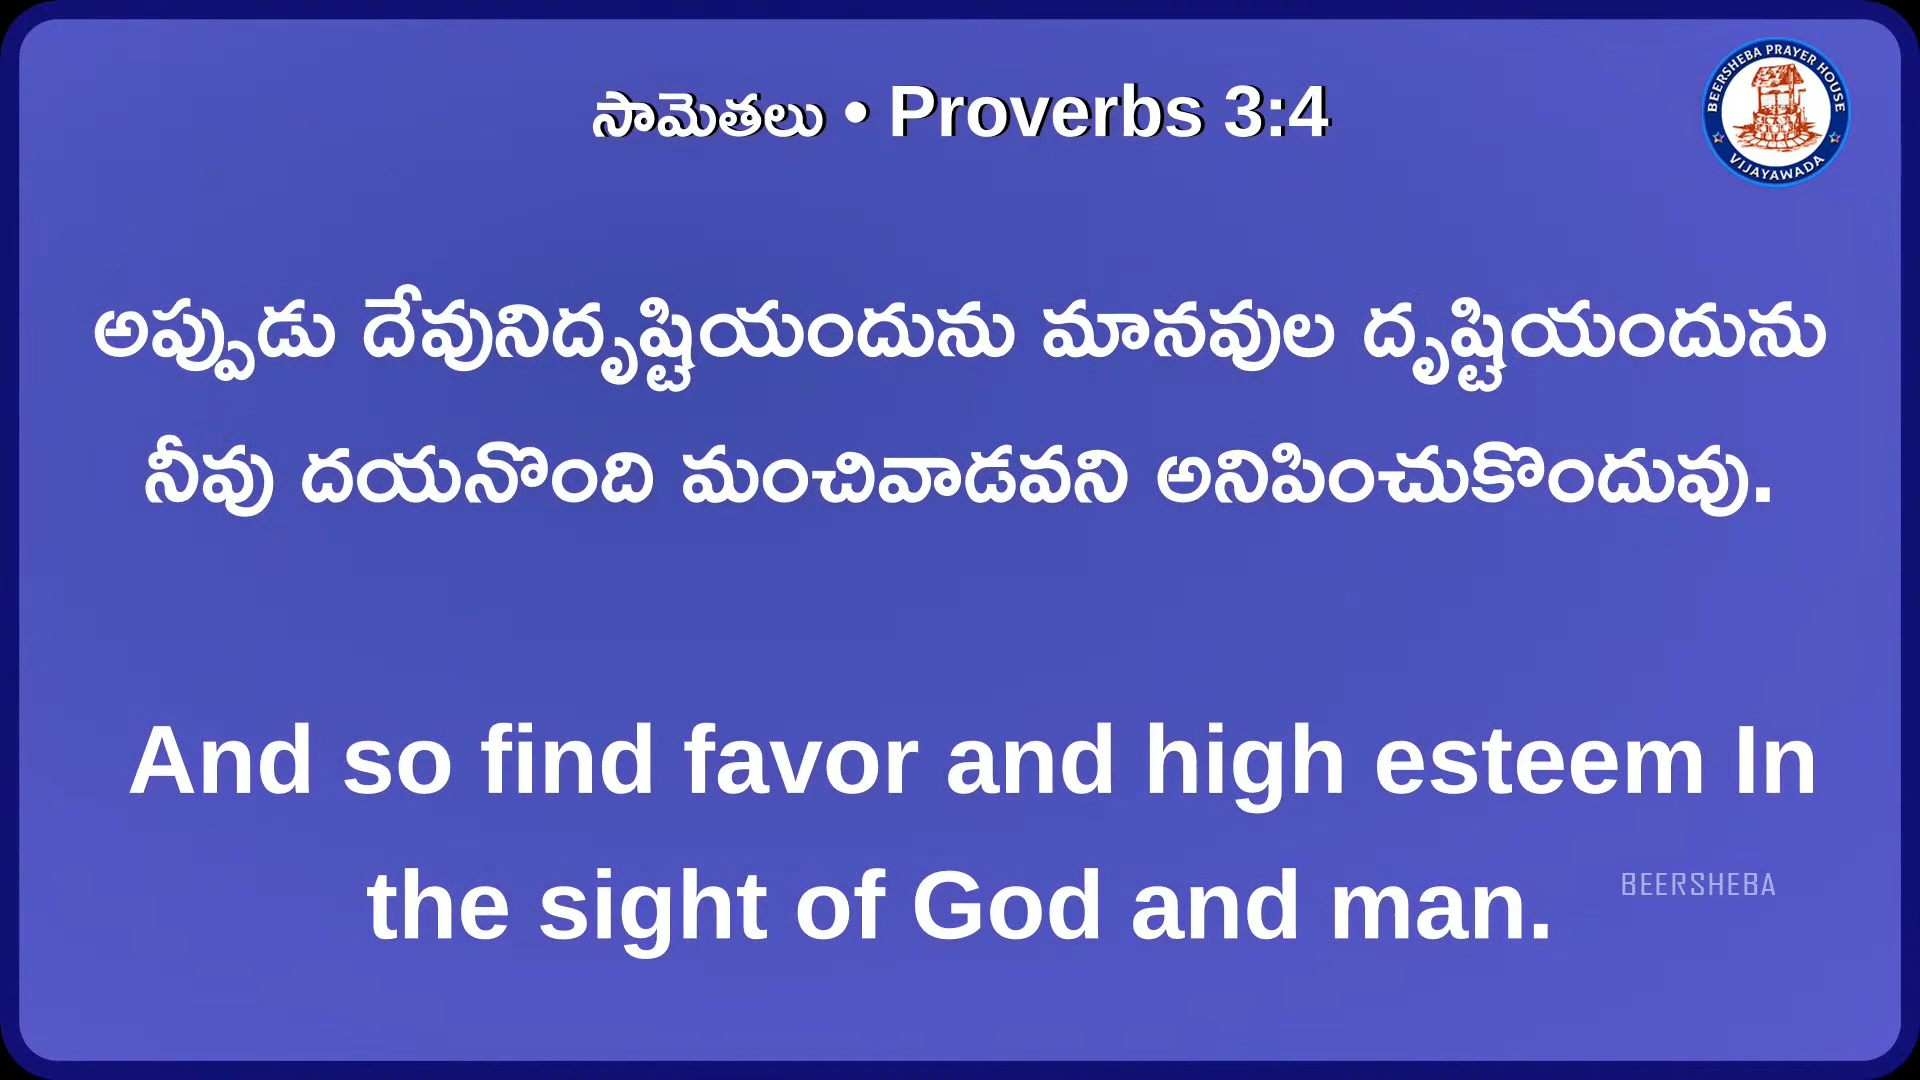 సామెతలు • Proverbs 3:4
BEERSHEBA PRAYER HOUSE
VIJAYAWADA
అప్పుడు దేవునిదృష్టియందును మానవుల దృష్టియందును
నీవు దయనొంది మంచివాడవని అనిపించుకొందువు.
And so find favor and high esteem In
the sight of God and man.
BEERSHEBA